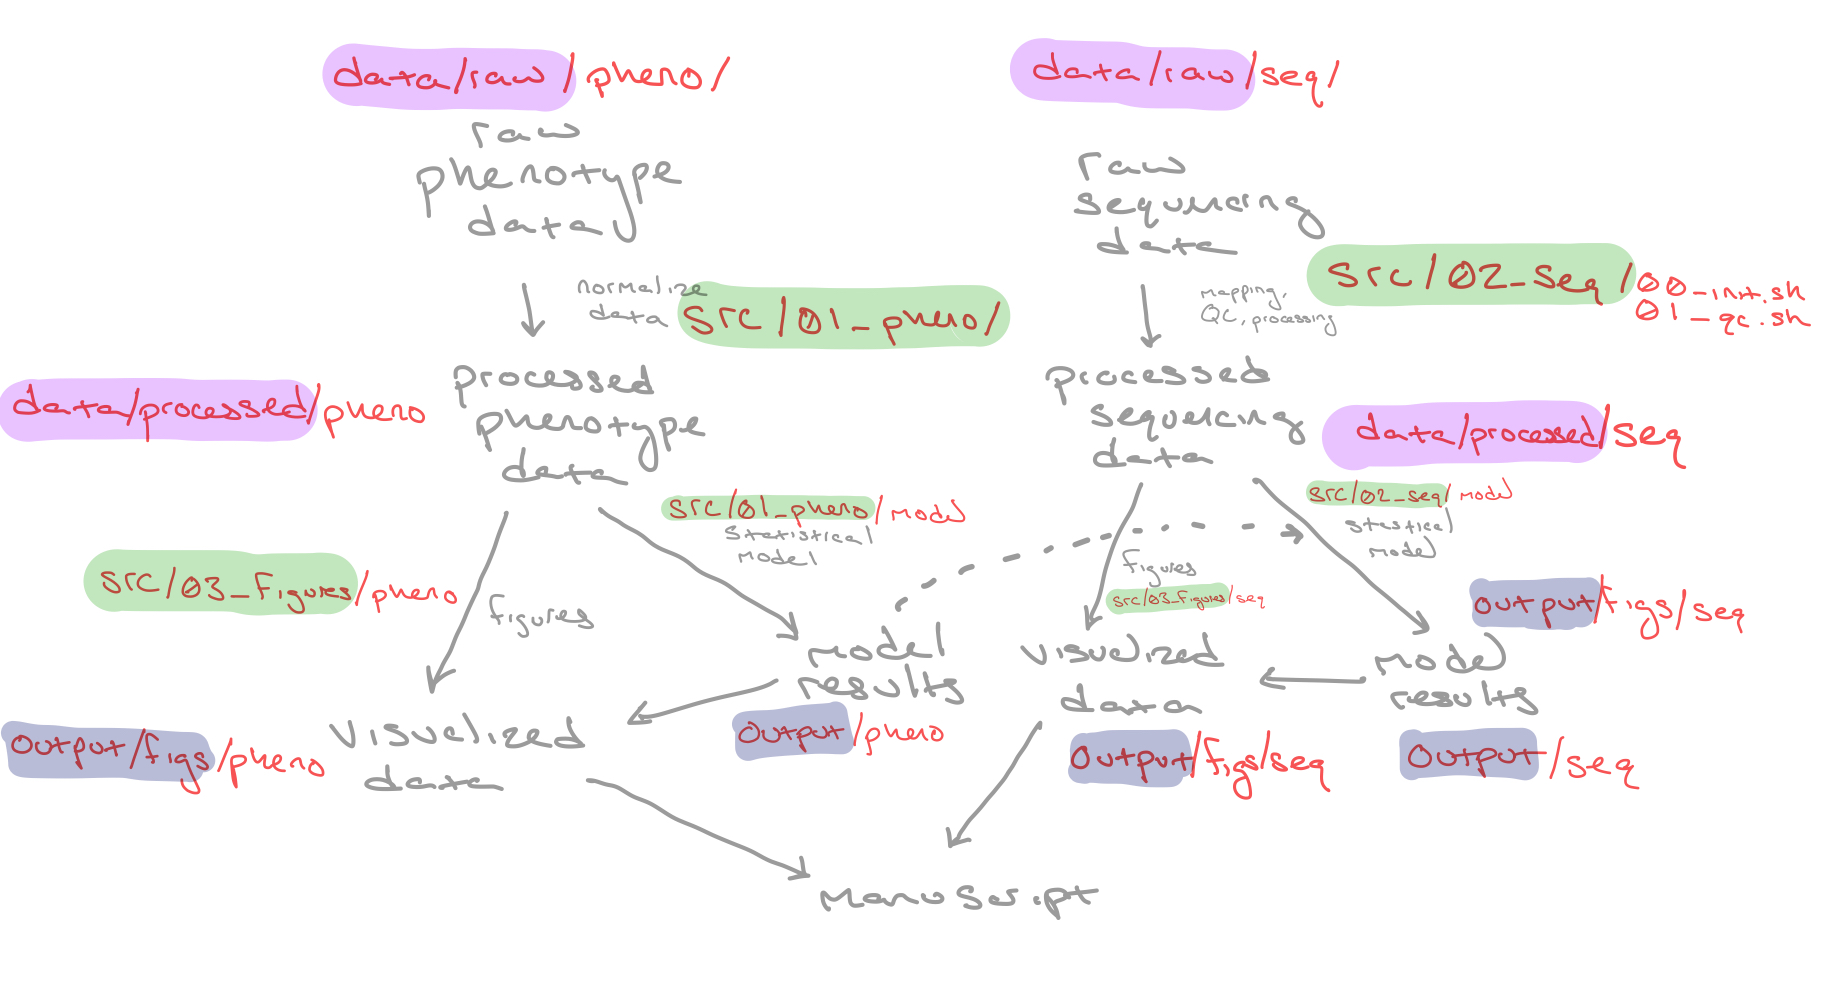 data/raw/pheno/
raw
phenotype
data
normalize
data
src/01_pheno/
processed
phenotype
data
data/processed/pheno
src/01_pheno/model
statistical
model
src/03_figures/pheno
figures
model
results
output/pheno
visualized
data
output/figs/pheno
data/raw/seq/
raw
sequencing
data
mapping,
QC, processing
src/02_seq/00_init.sh
01_qc.sh
processed
sequencing
data
data/processed/seq
src/02_seq/model
model
figures
src/03_figures/seq
output/figs/seq
visualized
data
output/figs/seq
model
results
output/seq
manuscript